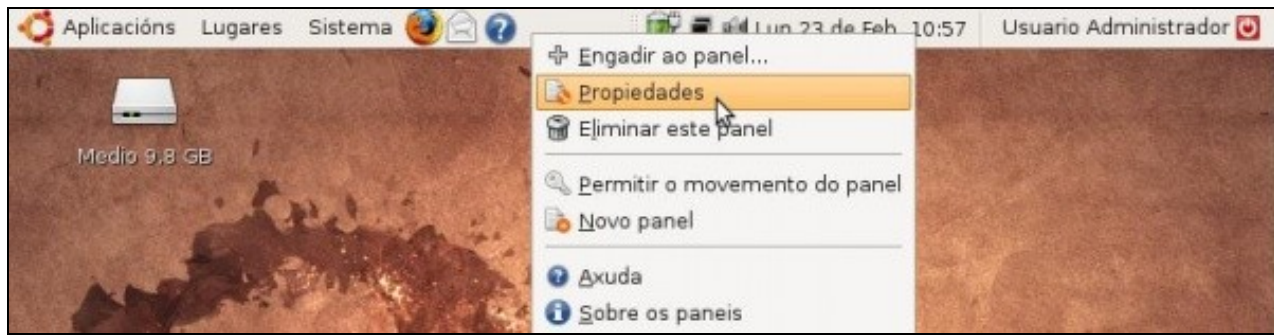 Aplicacións Lugares Sistema Lun 23 de Feb, 10:57 Usuario Administrador
Engadir ao panel...
Propiedades
Eliminar este panel
Medio 9,8 GB
Permitir o movemento do panel
Novo panel
Axuda
Sobre os paneis